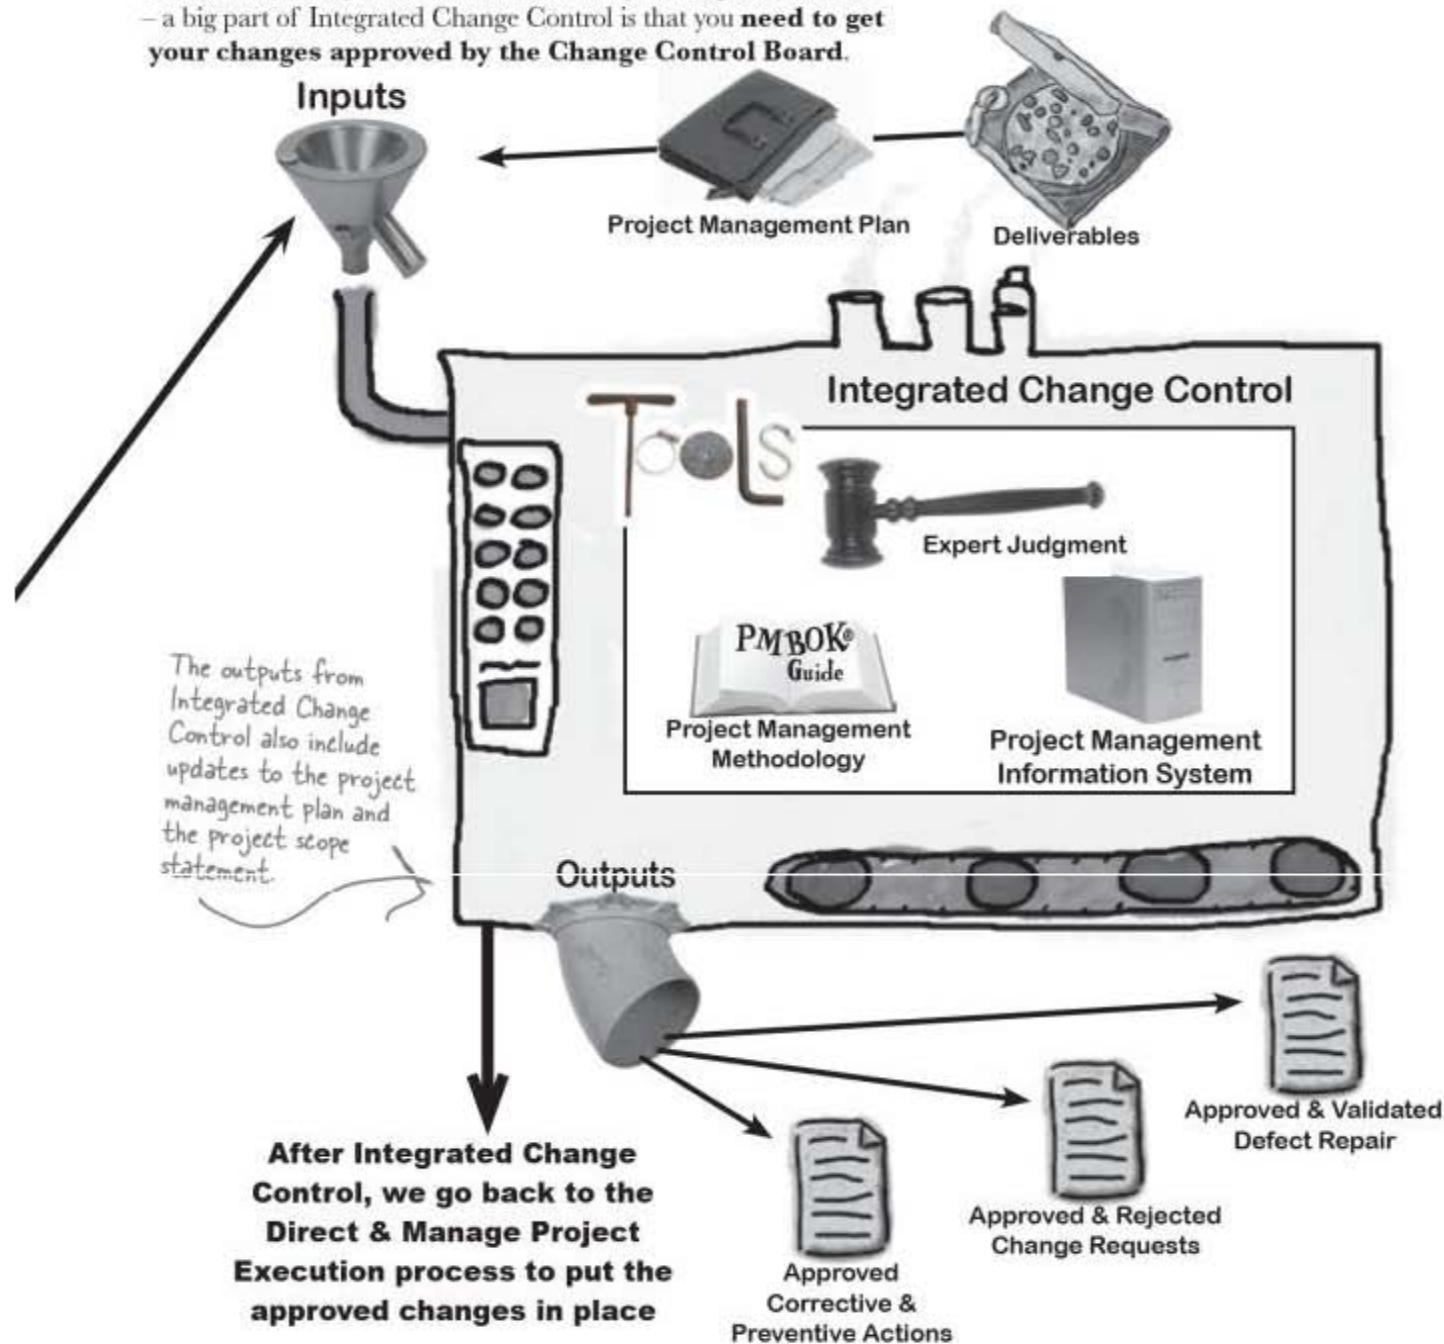 – a big part of Integrated Change Control is that you need to get
your changes approved by the Change Control Board.
Inputs
Project Management Plan
Deliverables
Integrated Change Control
Tools
Expert Judgment
PMBOK®
Guide
Project Management
Methodology
Project Management
Information System
The outputs from
Integrated Change
Control also include
updates to the project
management plan and
the project scope
statement.
Outputs
Approved & Validated
Defect Repair
Approved & Rejected
Change Requests
Approved
Corrective &
Preventive Actions
After Integrated Change
Control, we go back to the
Direct & Manage Project
Execution process to put the
approved changes in place